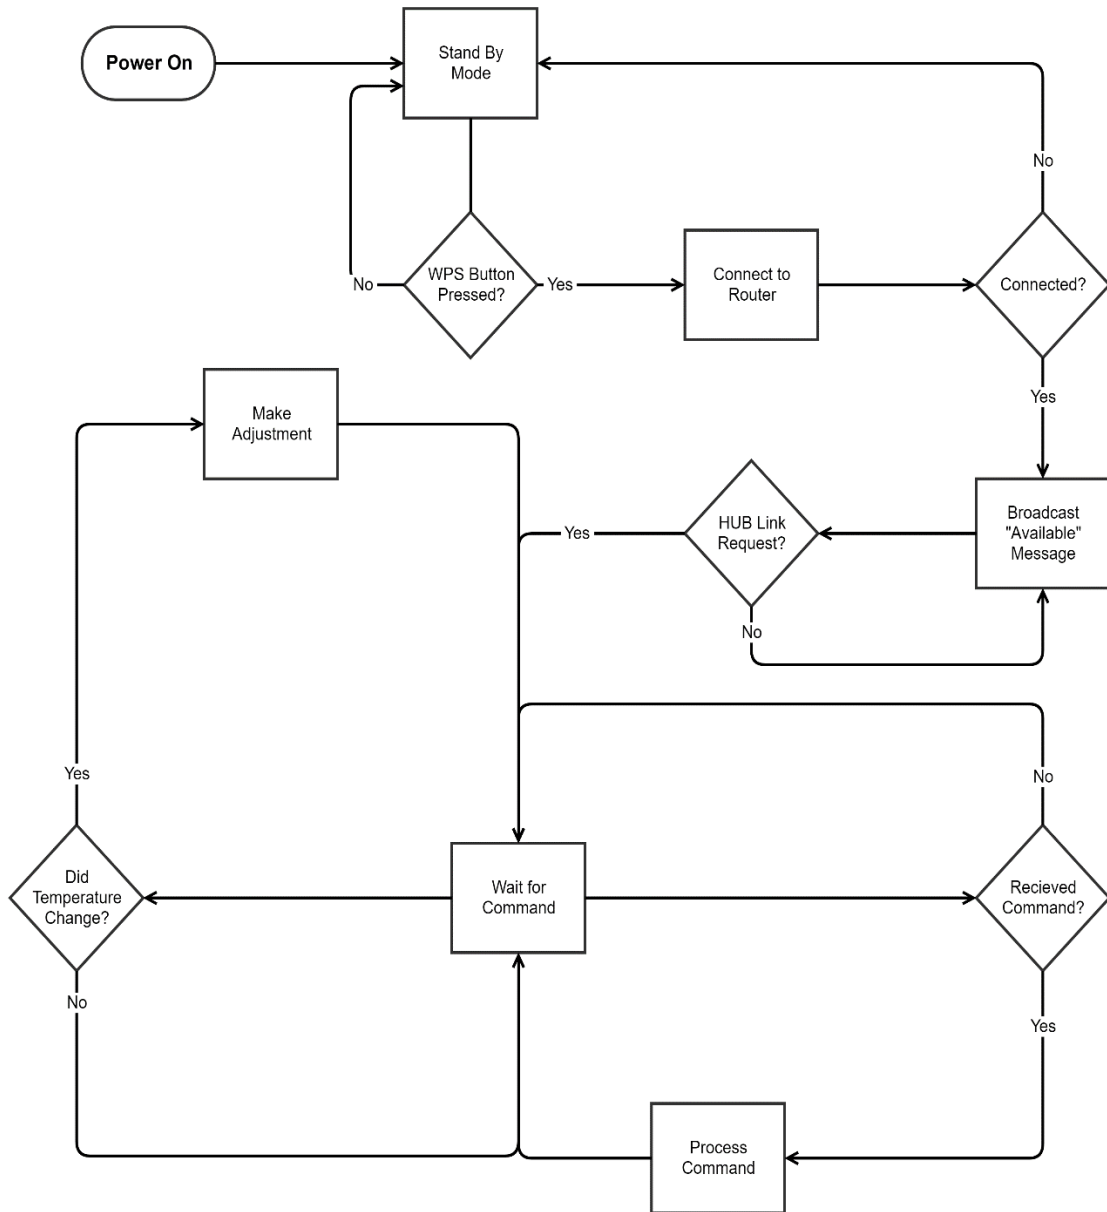 Power On
Stand By
Mode
No
WPS Button
Pressed?
Yes
Connect to
Router
Connected?
No
Yes
Make
Adjustment
Yes
HUB Link
Request?
Broadcast
"Available"
Message
No
Yes
Did
Temperature
Change?
No
Wait for
Command
No
Recieved
Command?
Yes
Process
Command